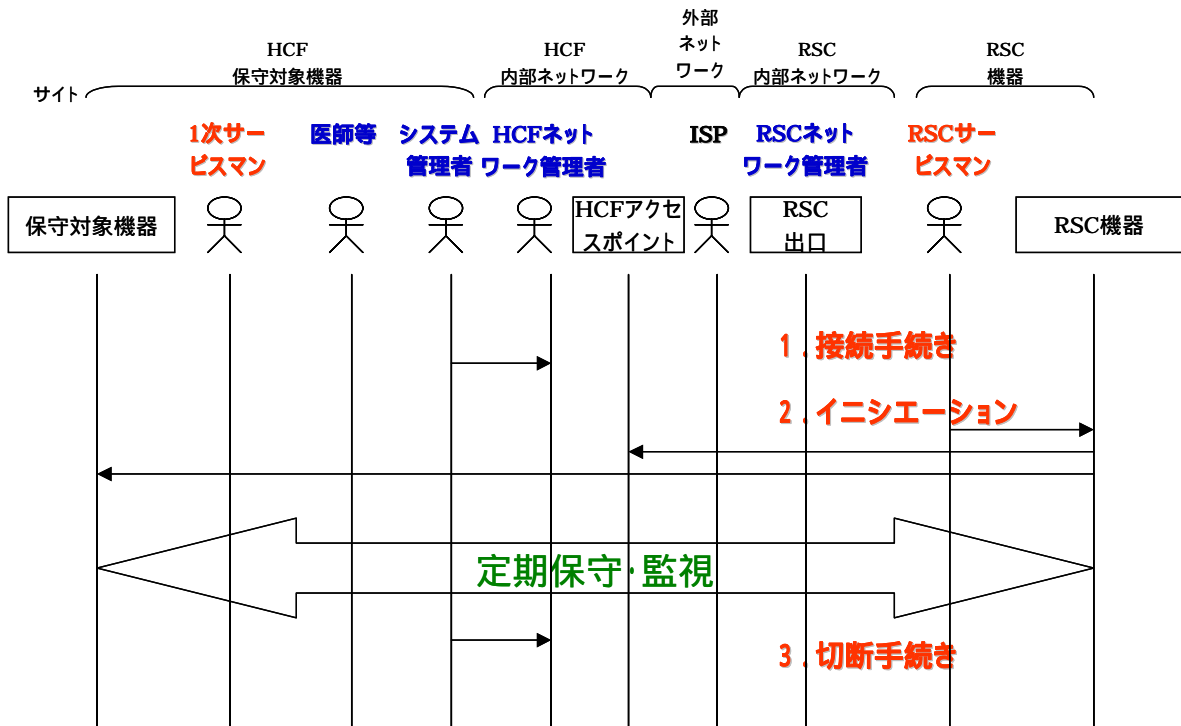 外部
ネット
ワーク
HCF
保守対象機器
HCF
内部ネットワーク
RSC
内部ネットワーク
RSC
機器
サイト
1次サー
ビスマン
医師等
システム
管理者
HCFネット
ワーク管理者
ISP
RSCネット
ワーク管理者
RSCサー
ビスマン
保守対象機器
HCFアクセ
スポイント
RSC
出口
RSC機器
1．接続手続き
2．イニシエーション
定期保守・監視
3．切断手続き